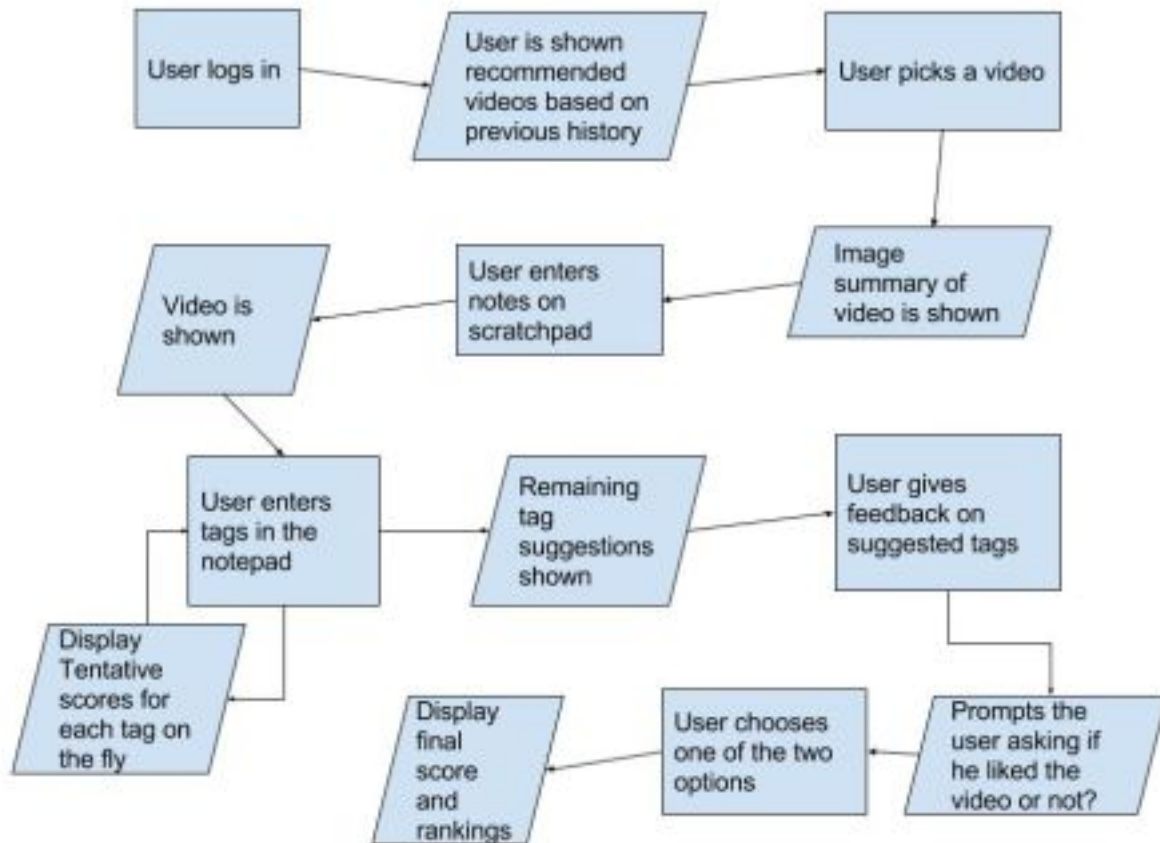 User logs in
User is shown
recommended
videos based on
previous history
User picks a video
Image
summary of
video is shown
User enters
notes on
scratchpad
Video is
shown
User enters
tags in the
notepad
Display
Tentative
scores for
each tag on
the fly
Remaining
tag
suggestions
shown
User gives
feedback on
suggested tags
Prompts the
user asking if
he liked the
video or not?
User chooses
one of the two
options
Display
final
score
and
rankings